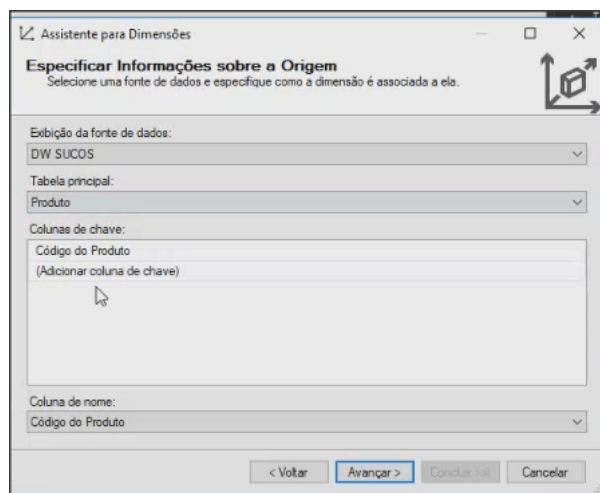 Assistente para Dimensões
Especificar Informações sobre a Origem
Selecione uma fonte de dados e especifique como a dimensão é associada a ela.
Exibição da fonte de dados:
DW SUCOS
Tabela principal:
Produto
Colunas de chave:
Código do Produto
(Adicionar coluna de chave)
Coluna de nome:
Código do Produto
< Voltar Avançar > Concluir >>| Cancelar